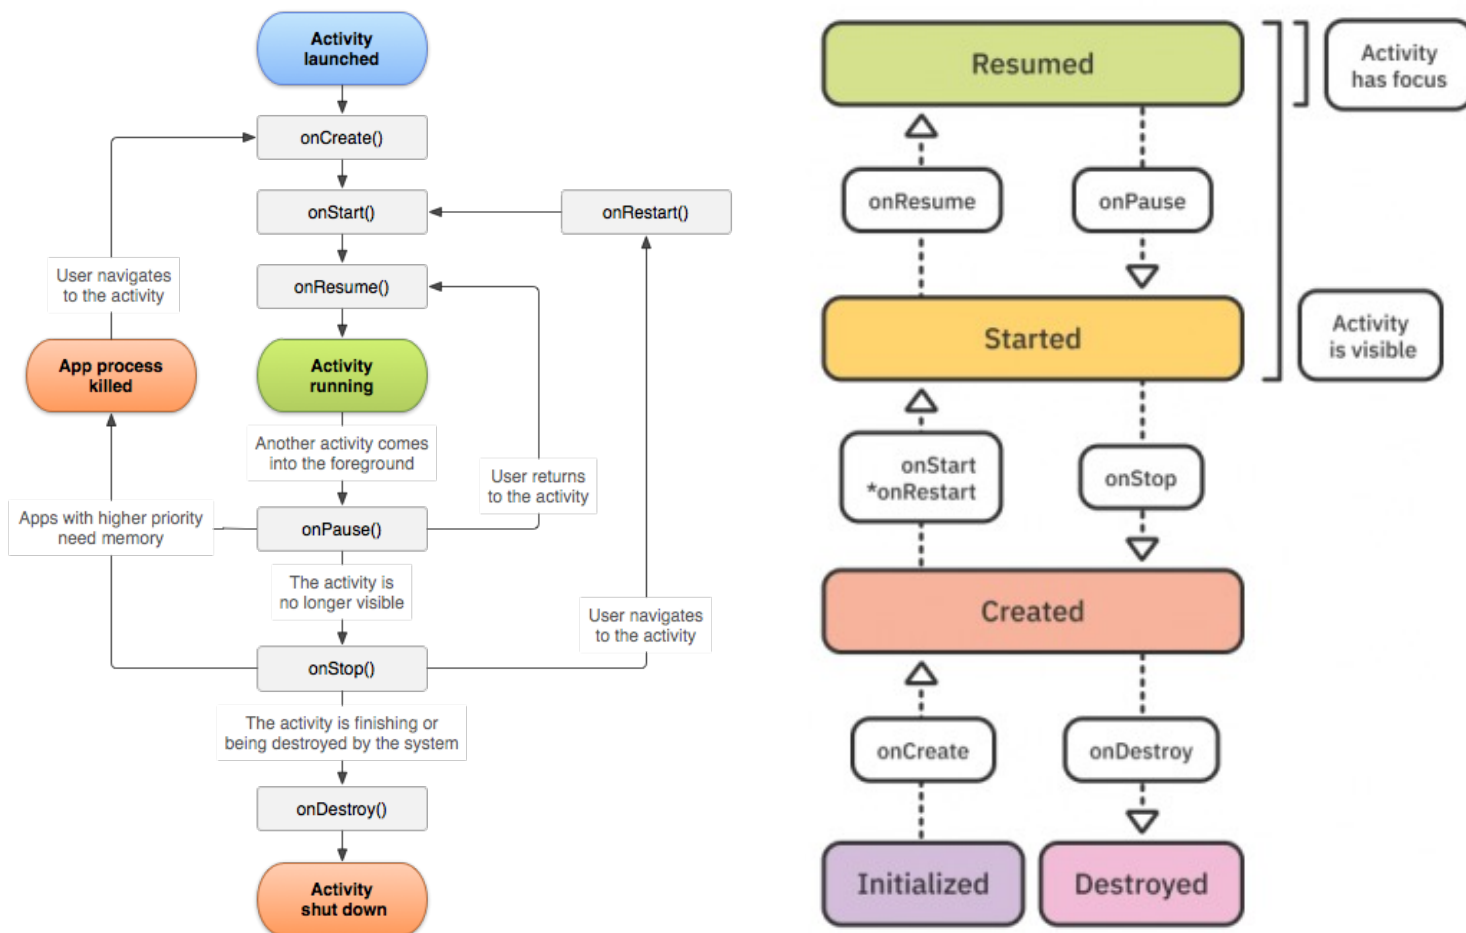 Activity
launched
onCreate()
onStart()
onRestart()
User navigates
to the activity
onResume()
App process
killed
Activity
running
Another activity comes
into the foreground
User returns
to the activity
Apps with higher priority
need memory
onPause()
The activity is
no longer visible
User navigates
to the activity
onStop()
The activity is finishing or
being destroyed by the system
onDestroy()
Activity
shut down
Resumed
Activity
has focus
onResume
onPause
Started
Activity
is visible
onStart
*onRestart
onStop
Created
onCreate
onDestroy
Initialized
Destroyed